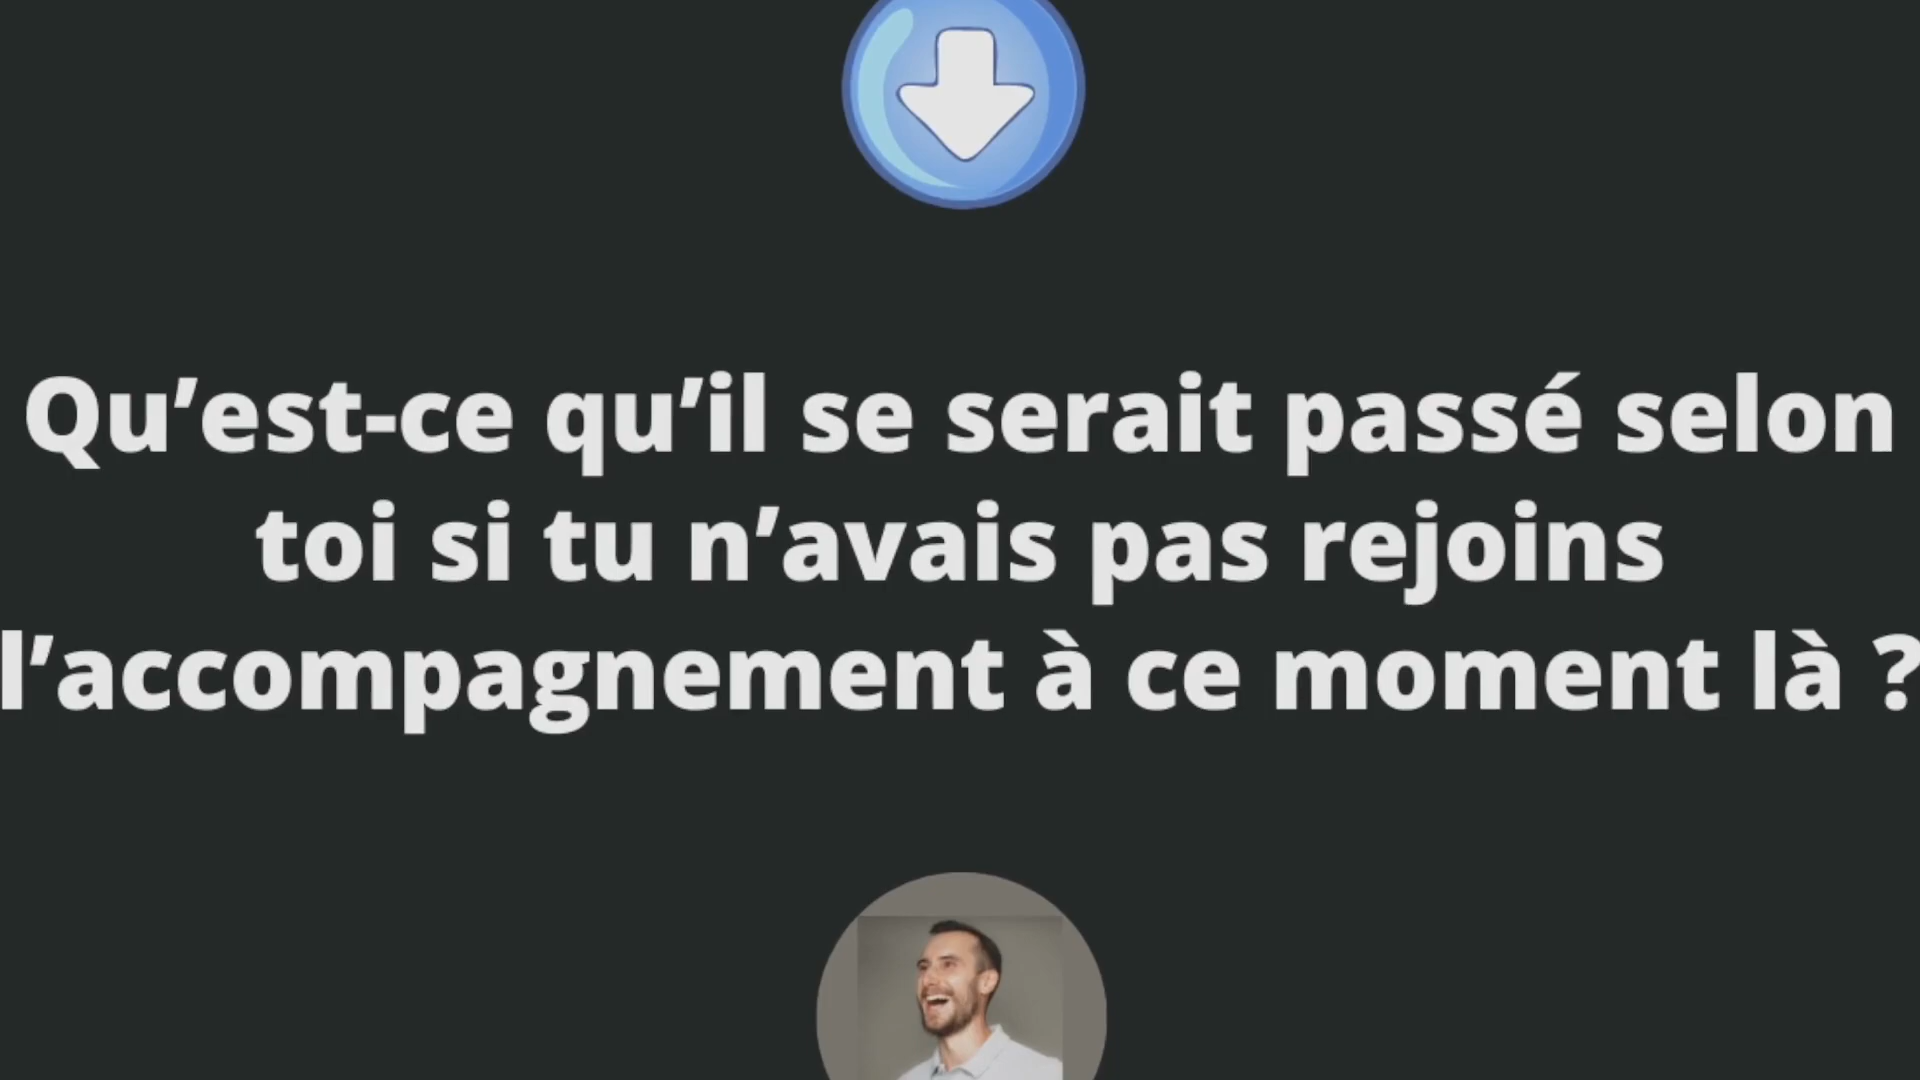 Qu’est-ce qu’il se serait passé selon
toi si tu n’avais pas rejoins
l’accompagnement à ce moment là ?